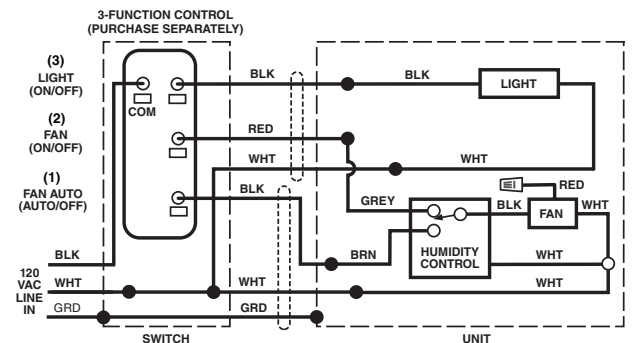 3-FUNCTION CONTROL
(PURCHASE SEPARATELY)
(3)
LIGHT
(ON/OFF)
BLK
BLK
LIGHT
COM
(2)
FAN
(ON/OFF)
RED
WHT
WHT
(1)
FAN AUTO
(AUTO/OFF)
BLK
RED
GREY
BLK
FAN
WHT
BLK
BRN
HUMIDITY
CONTROL
WHT
120
VAC
LINE
IN
WHT
WHT
WHT
GRD
GRD
SWITCH
UNIT